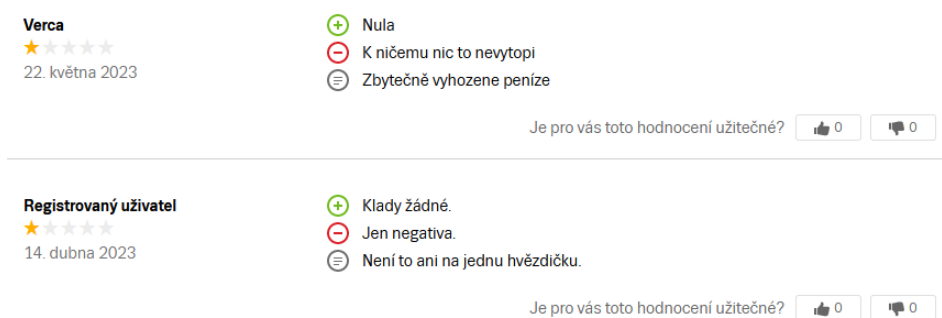 Verca
Nula
K ničemu nic to nevytopi
22. května 2023
Zbytečně vyhozene peníze
Je pro vás toto hodnocení užitečné? 0 0
Registrovaný uživatel
Klady žádné.
Jen negativa.
14. dubna 2023
Není to ani na jednu hvězdičku.
Je pro vás toto hodnocení užitečné? 0 0